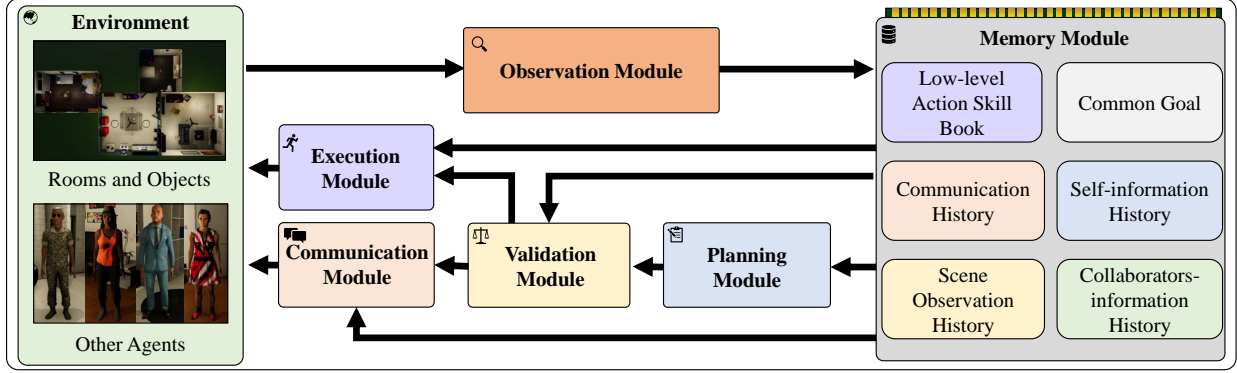 Environment
Rooms and Objects
Other Agents
Observation Module
Execution
Module
Communication
Module
Validation
Module
Planning
Module
Memory Module
Low-level
Action Skill
Book
Common Goal
Communication
History
Self-information
History
Scene
Observation
History
Collaborators-
information
History